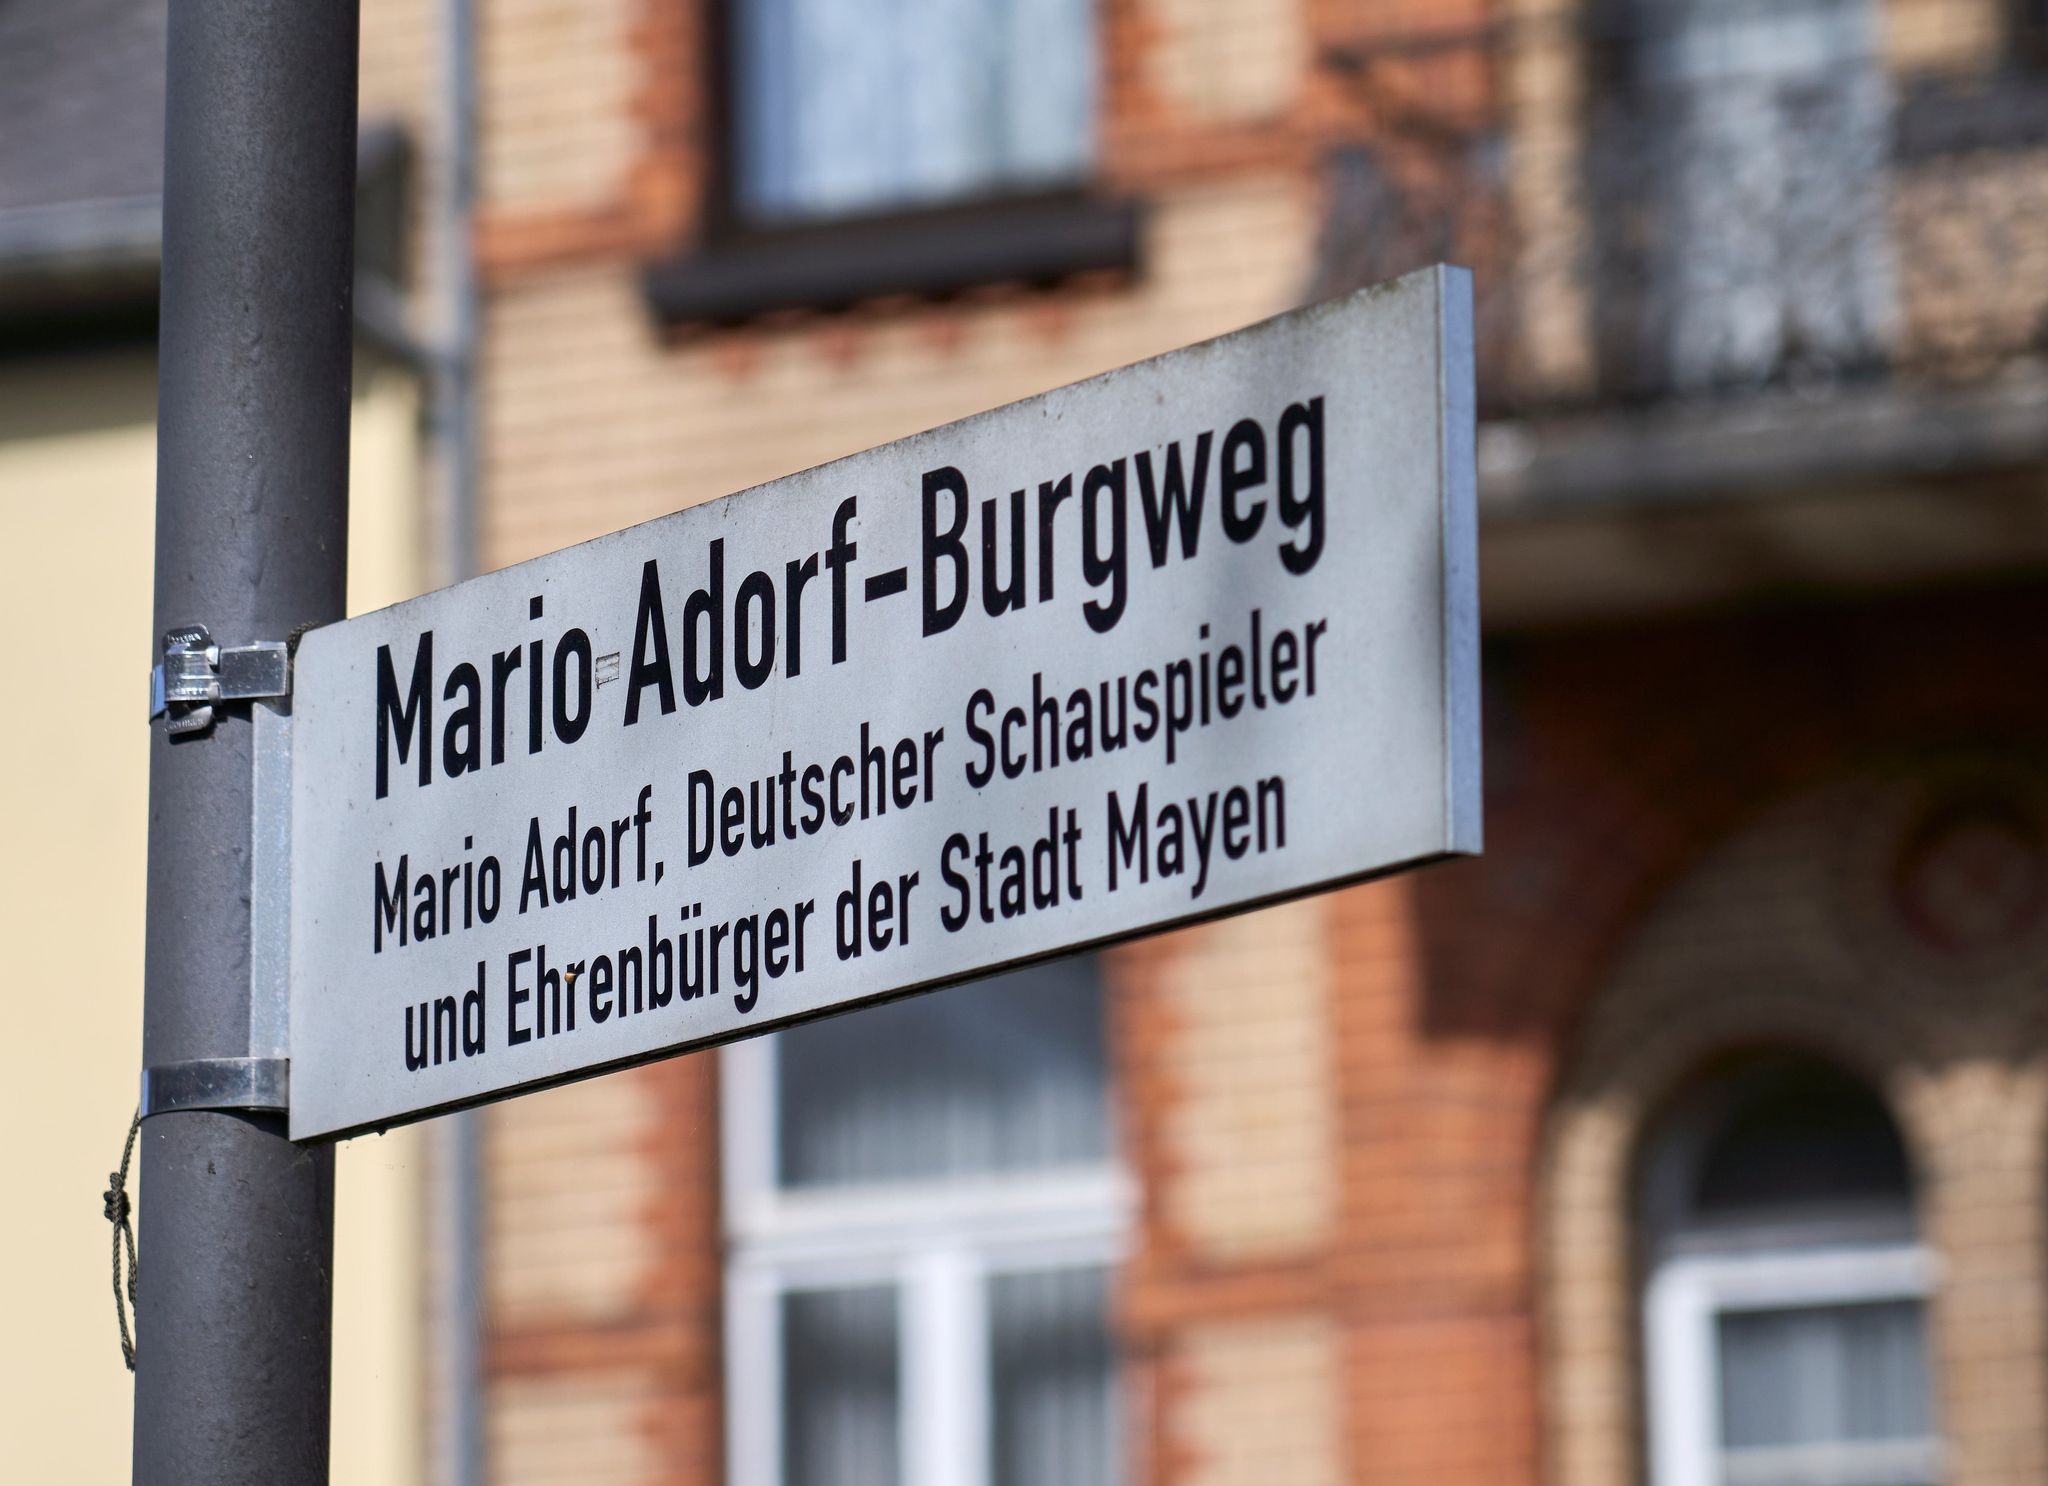 Mario-Adorf-Burgweg
Mario Adorf, Deutscher Schauspieler
und Ehrenbürger der Stadt Mayen